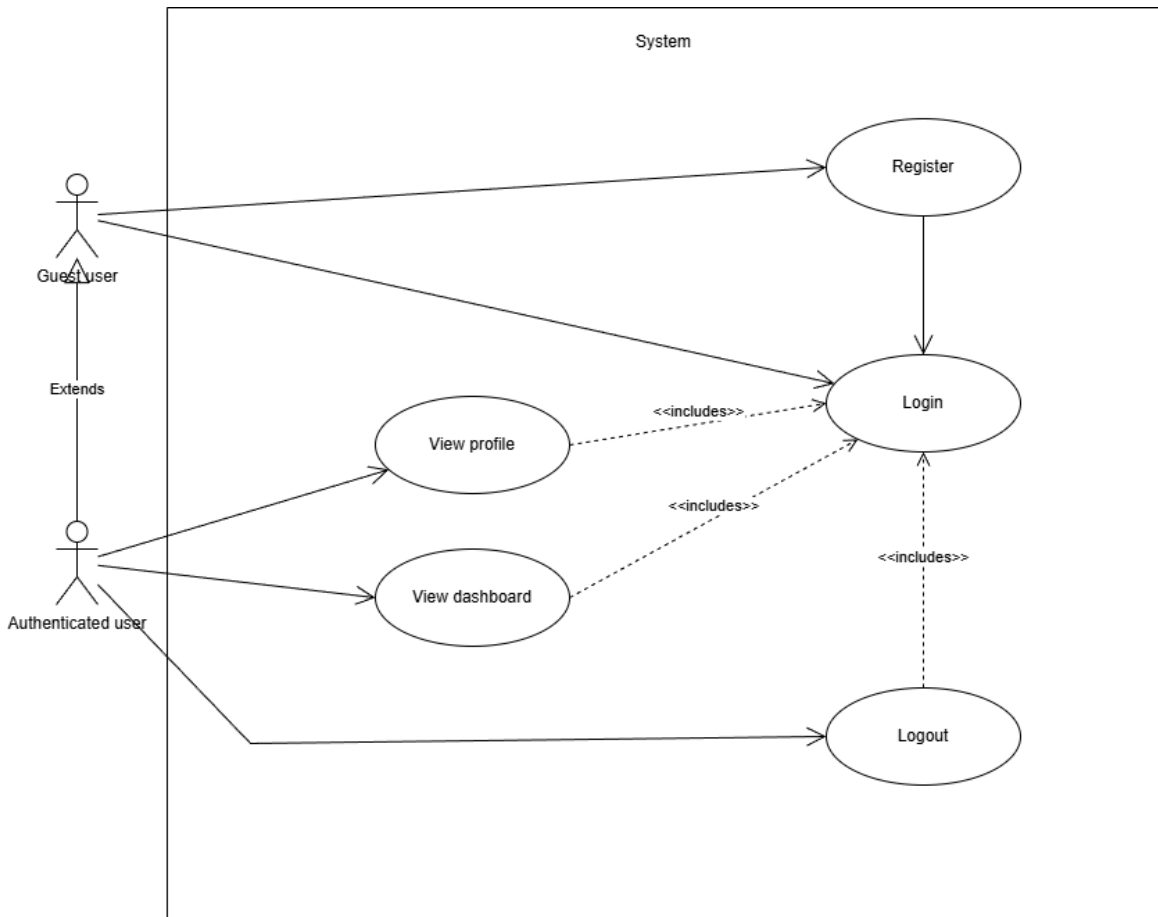 System
Register
Guest user
Extends
Login
<<includes>>
View profile
<<includes>>
<<includes>>
View dashboard
Authenticated user
Logout